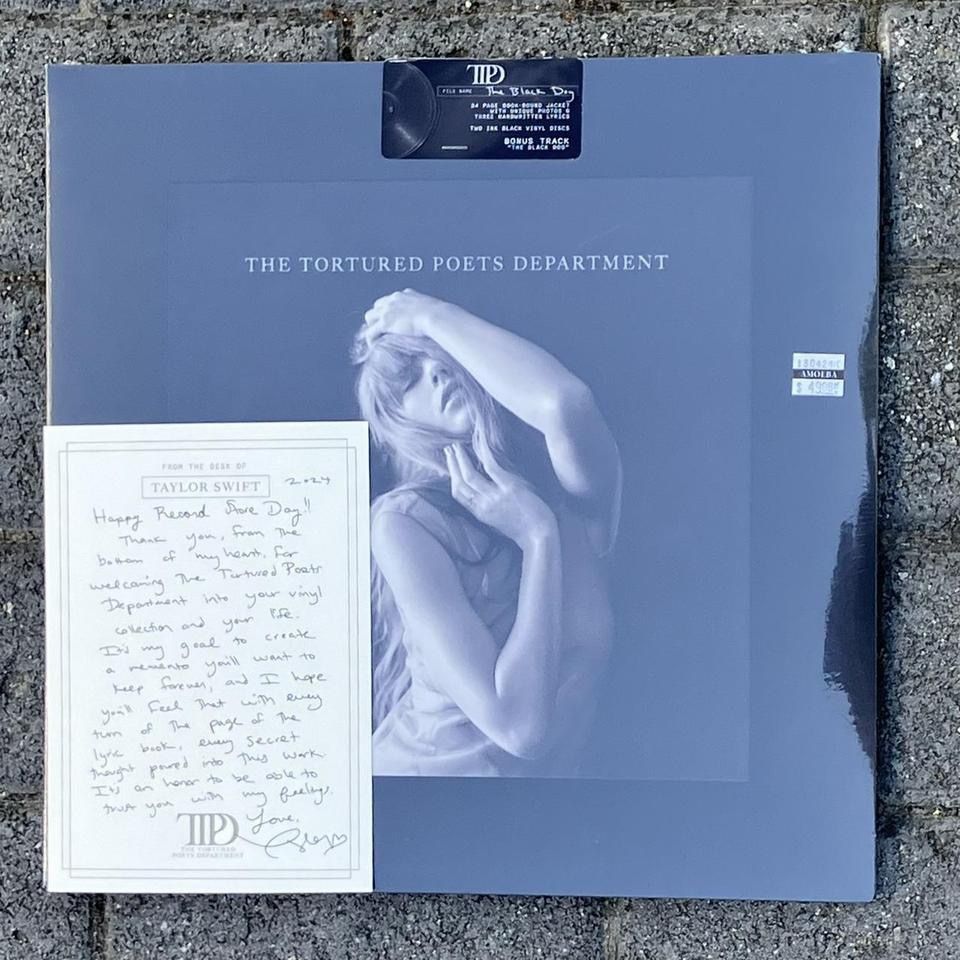 TTPD
FILE NAME The Black Dog
24 PAGE BOOK-BOUND JACKET
WITH UNIQUE PHOTOS &
THREE HANDWRITTEN LYRICS
TWO INK BLACK VINYL DISCS
BONUS TRACK
"THE BLACK DOG"
THE TORTURED POETS DEPARTMENT
AMOEBA
FROM THE DESK OF
TAYLOR SWIFT
2024
Happy Record Store Day!!
Thank you, from the
bottom of my heart, for
welcoming The Tortured Poets
Department into your vinyl
collection and your life.
It's my goal to create
a memento you'll want to
keep forever, and I hope
you'll feel that with every
turn of the page of the
lyric book, every secret
thought poured into this work.
It's an honor to be able to
trust you with my feelings.
Love,
TTPD
THE TORTURED
POETS DEPARTMENT